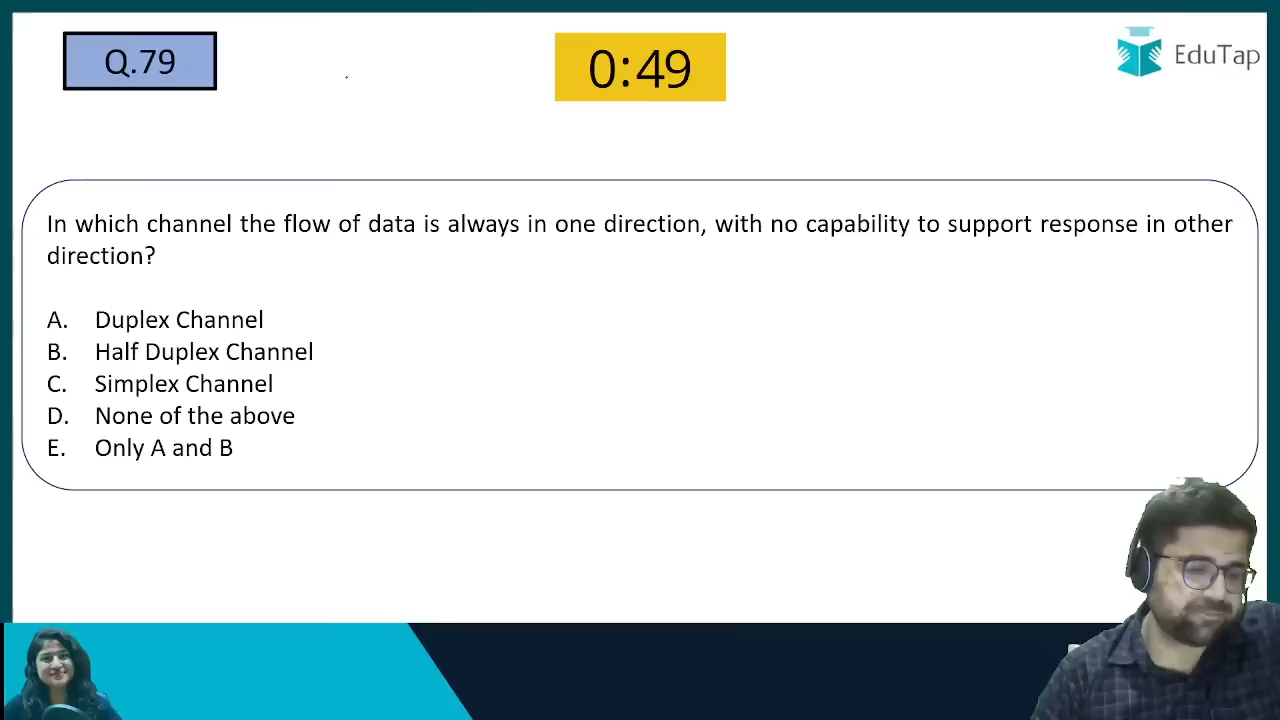 Q.79
0:49
EduTap
In which channel the flow of data is always in one direction, with no capability to support response in other
direction?
A. Duplex Channel
B. Half Duplex Channel
C. Simplex Channel
D. None of the above
E. Only A and B